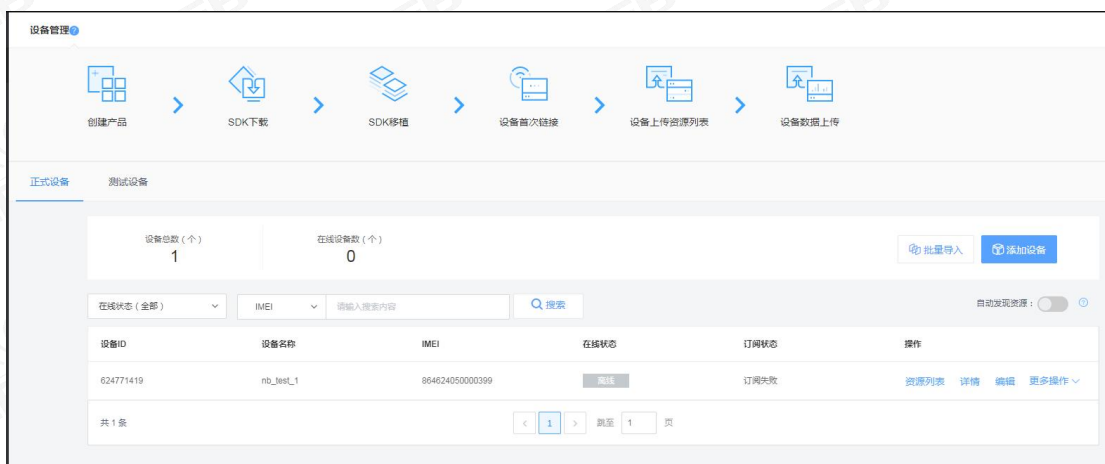 设备管理?
创建产品
SDK下载
SDK移植
设备首次链接
设备上传资源列表
设备数据上传
正式设备 测试设备
设备总数(个) 在线设备数(个)
1 0
批量导入 添加设备
在线状态(全部) IMEI 请输入搜索内容 搜索 自动发现资源: ?
设备ID 设备名称 IMEI 在线状态 订阅状态 操作
624771419 nb_test_1 864624050000399 离线 订阅失败 资源列表 详情 编辑 更多操作
共1条 < 1 > 跳至 1 页